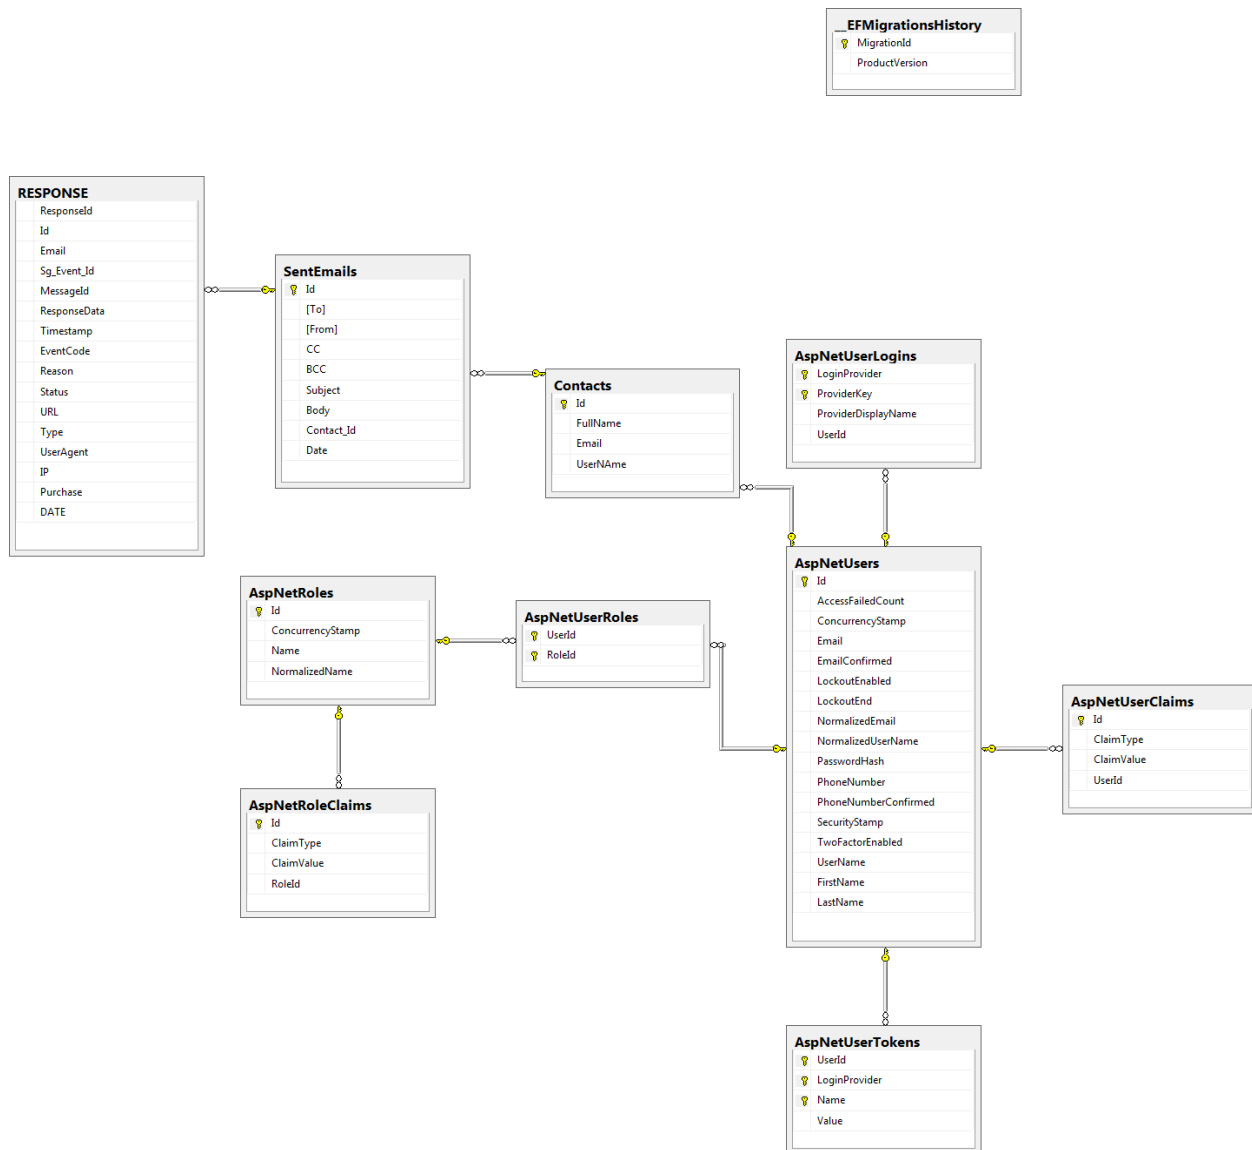 __EFMigrationsHistory
MigrationId
ProductVersion
RESPONSE
ResponseId
Id
Email
Sg_Event_Id
MessageId
ResponseData
Timestamp
EventCode
Reason
Status
URL
Type
UserAgent
IP
Purchase
DATE
SentEmails
Id
[To]
[From]
CC
BCC
Subject
Body
Contact_Id
Date
Contacts
Id
FullName
Email
UserNAme
AspNetUserLogins
LoginProvider
ProviderKey
ProviderDisplayName
UserId
AspNetRoles
Id
ConcurrencyStamp
Name
NormalizedName
AspNetUserRoles
UserId
RoleId
AspNetUsers
Id
AccessFailedCount
ConcurrencyStamp
Email
EmailConfirmed
LockoutEnabled
LockoutEnd
NormalizedEmail
NormalizedUserName
PasswordHash
PhoneNumber
PhoneNumberConfirmed
SecurityStamp
TwoFactorEnabled
UserName
FirstName
LastName
AspNetUserClaims
Id
ClaimType
ClaimValue
UserId
AspNetRoleClaims
Id
ClaimType
ClaimValue
RoleId
AspNetUserTokens
UserId
LoginProvider
Name
Value